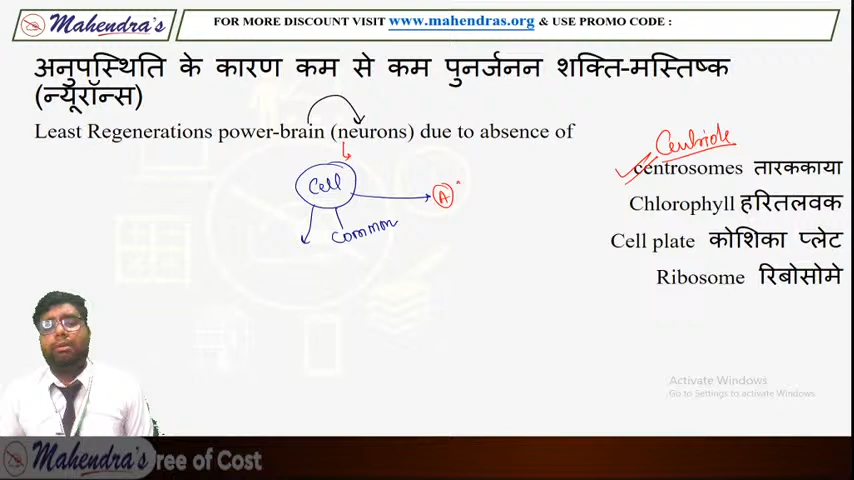 Mahendra's
FOR MORE DISCOUNT VISIT www.mahendras.org & USE PROMO CODE :
अनुपस्थिति के कारण कम से कम पुनर्जनन शक्ति-मस्तिष्क
(न्यूरॉन्स)
Least Regenerations power-brain (neurons) due to absence of
Centriole
centrosomes तारककाया
Chlorophyll हरितलवक
Cell plate कोशिका प्लेट
Ribosome रिबोसोमे
Cell
A
Common
Activate Windows
Go to Settings to activate Windows.
Mahendra's ree of Cost